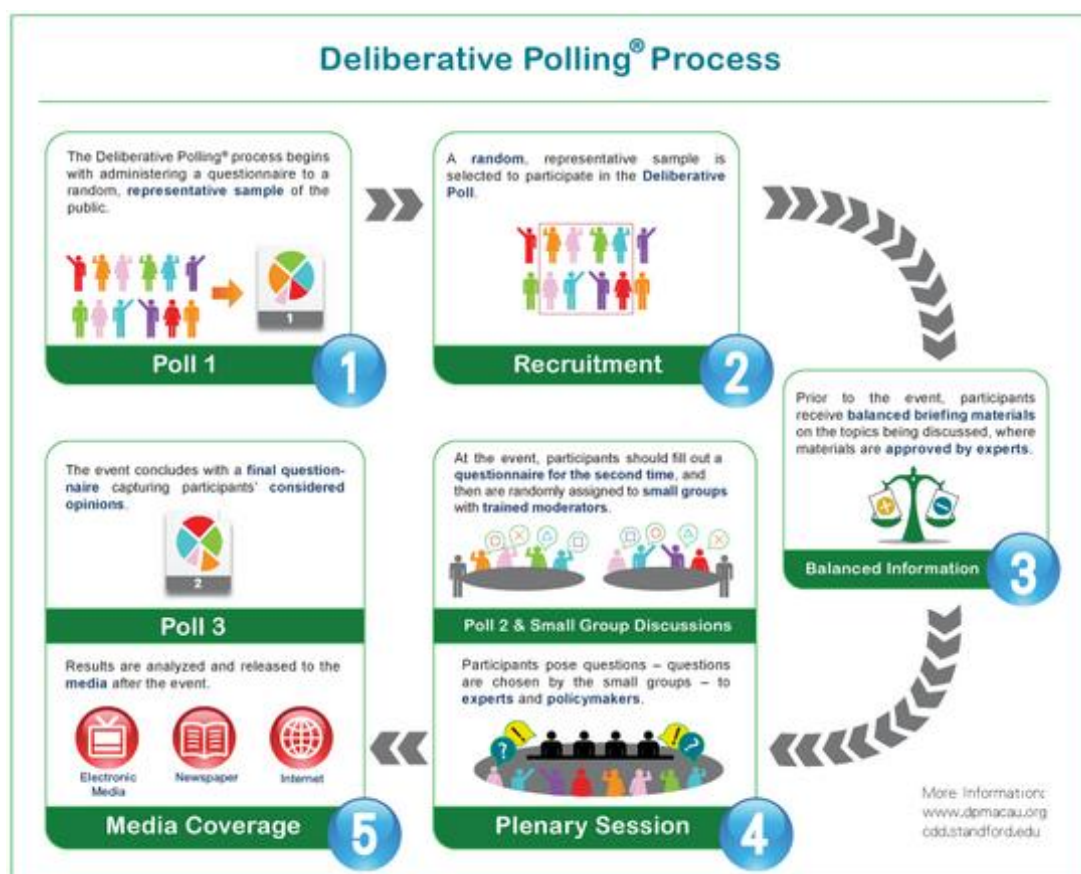 Deliberative Polling® Process
The Deliberative Polling® process begins
with administering a questionnaire to a
random, representative sample of the
public.
1
Poll 1
1
A random, representative sample is
selected to participate in the Deliberative
Poll.
Recruitment
2
Prior to the event, participants
receive balanced briefing materials
on the topics being discussed, where
materials are approved by experts.
Balanced Information
3
At the event, participants should fill out a
questionnaire for the second time, and
then are randomly assigned to small groups
with trained moderators.
Poll 2 & Small Group Discussions
Participants pose questions – questions
are chosen by the small groups – to
experts and policymakers.
? ! ! ?
Plenary Session
4
The event concludes with a final question-
naire capturing participants' considered
opinions.
2
Poll 3
Results are analyzed and released to the
media after the event.
Electronic
Media
Newspaper
Internet
Media Coverage
5
More Information:
www.dpmacau.org
cdd.standford.edu